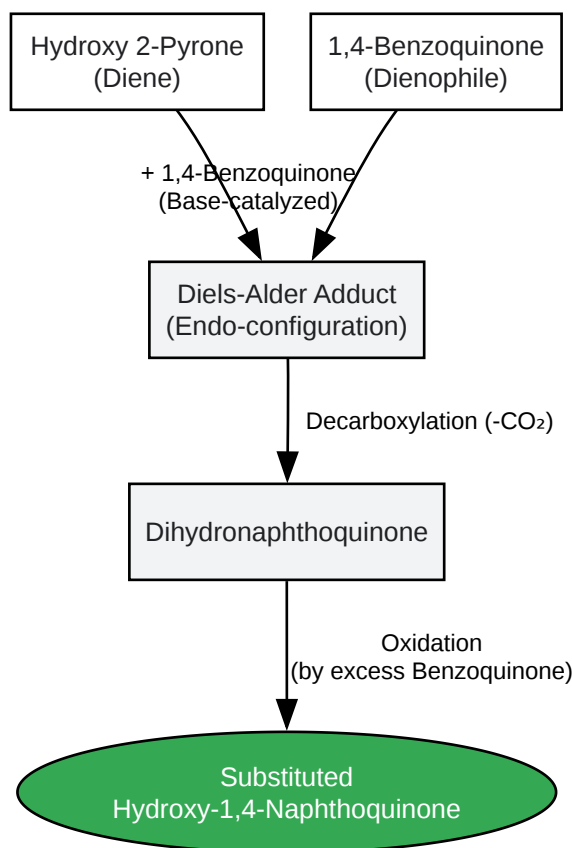 Hydroxy 2-Pyrone
(Diene)
1,4-Benzoquinone
(Dienophile)
+ 1,4-Benzoquinone
(Base-catalyzed)
Diels-Alder Adduct
(Endo-configuration)
Decarboxylation (-CO₂)
Dihydronaphthoquinone
Oxidation
(by excess Benzoquinone)
Substituted
Hydroxy-1,4-Naphthoquinone